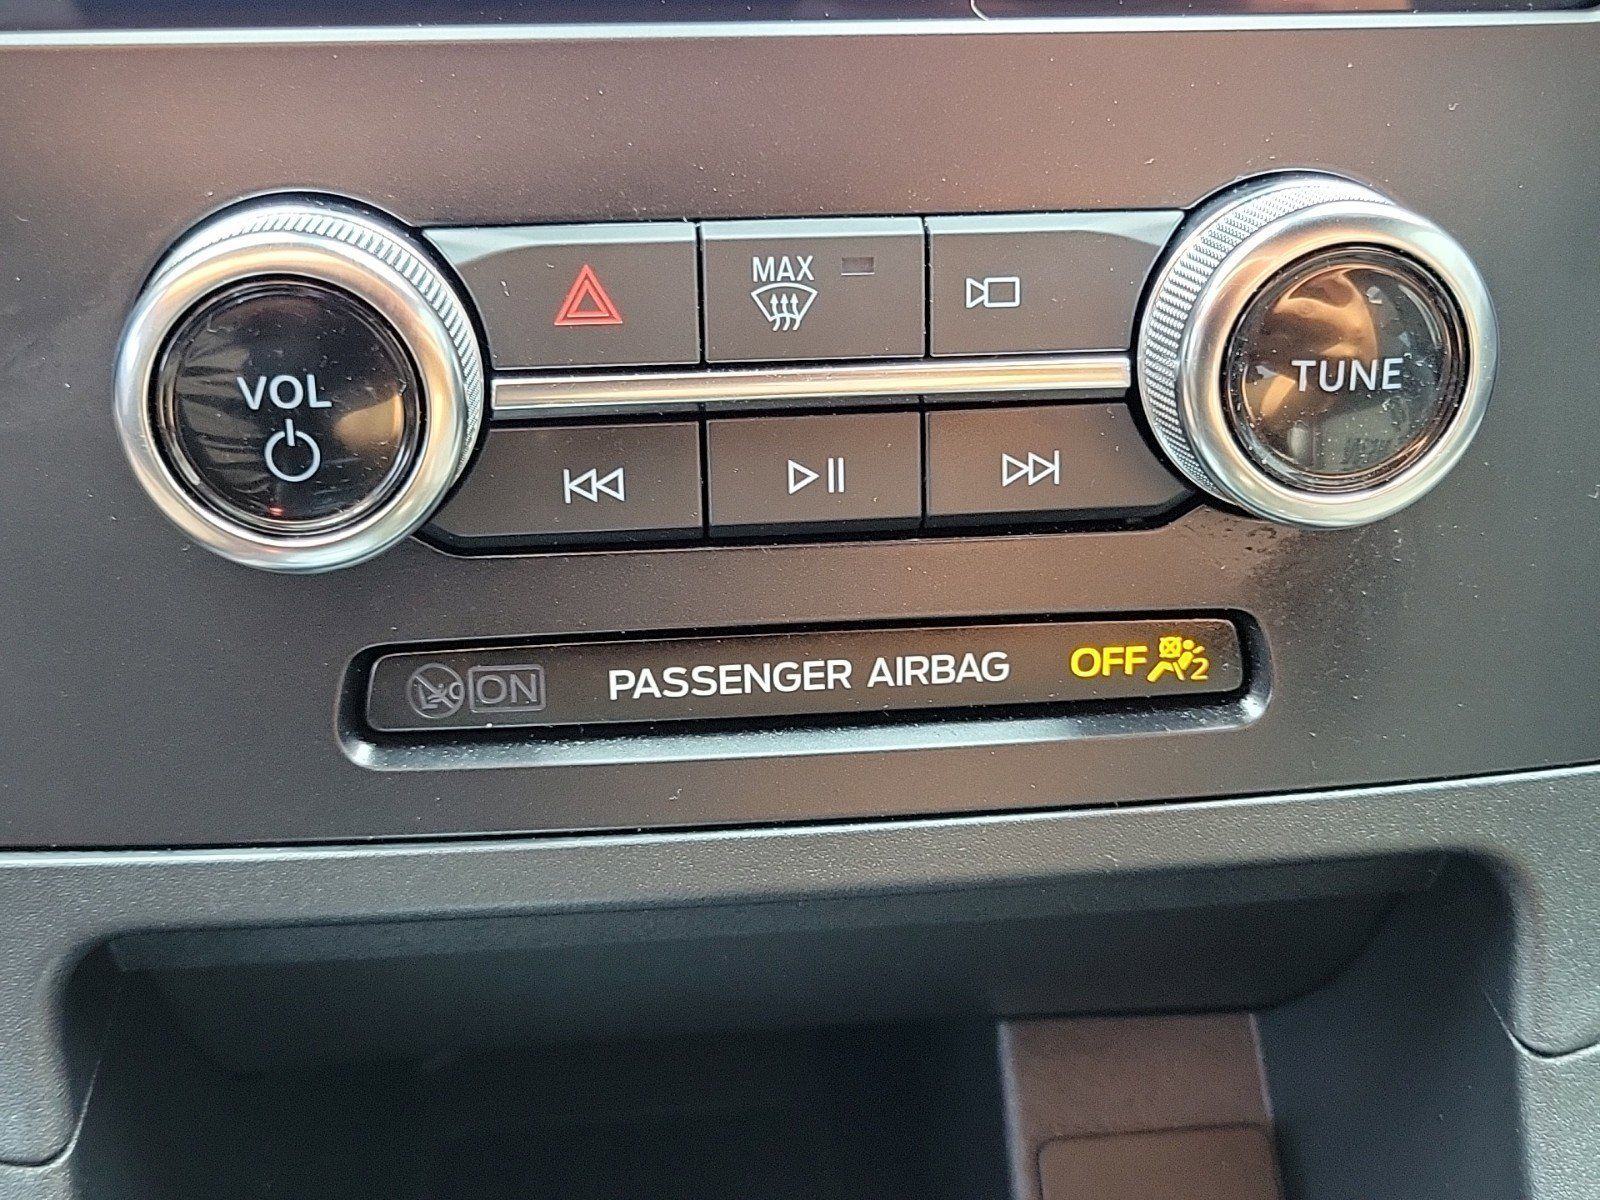 MAX
VOL
TUNE
ON PASSENGER AIRBAG OFF 2